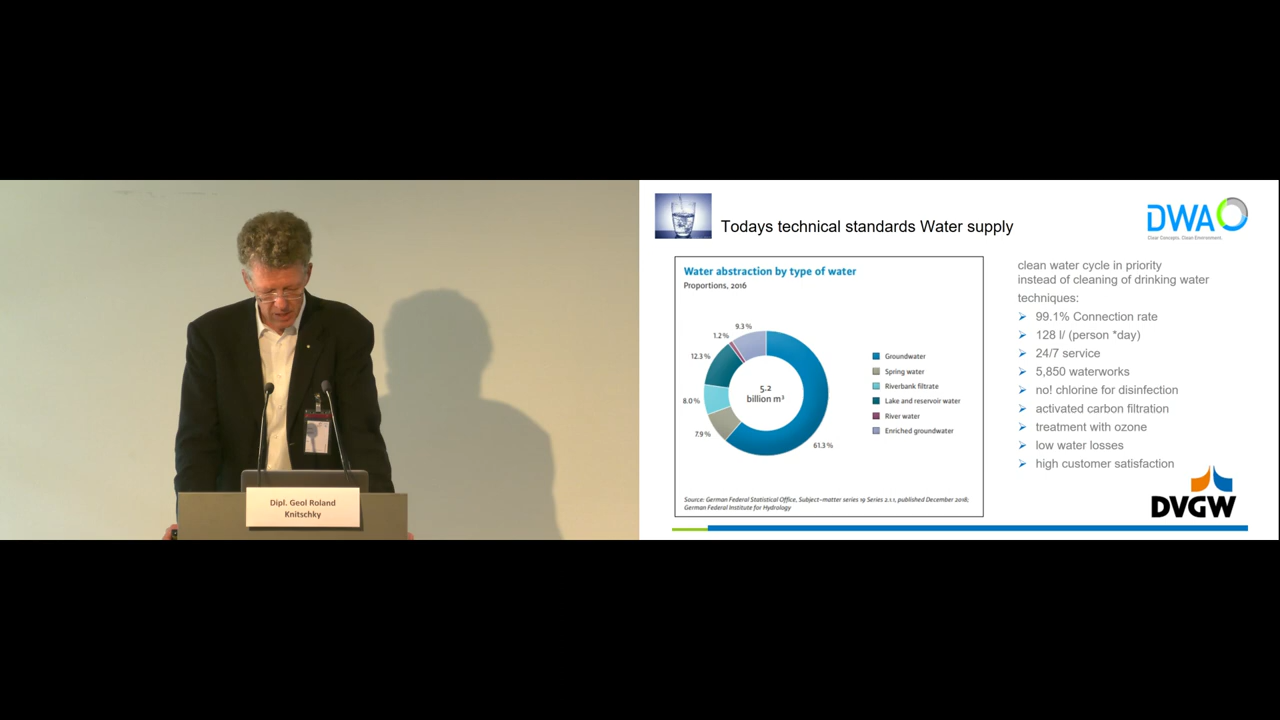 Dipl. Geol Roland
Knitschky
Todays technical standards Water supply
DWA
Clear Concepts. Clean Environment.
Water abstraction by type of water
Proportions, 2016
9.3 %
1.2 %
12.3 %
8.0 %
7.9 %
61.3 %
5.2
billion m³
Groundwater
Spring water
Riverbank filtrate
Lake and reservoir water
River water
Enriched groundwater
Source: German Federal Statistical Office, Subject-matter series 19 Series 2.1.1, published December 2018;
German Federal Institute for Hydrology
clean water cycle in priority
instead of cleaning of drinking water
techniques:
99.1% Connection rate
128 l/ (person *day)
24/7 service
5,850 waterworks
no! chlorine for disinfection
activated carbon filtration
treatment with ozone
low water losses
high customer satisfaction
DVGW